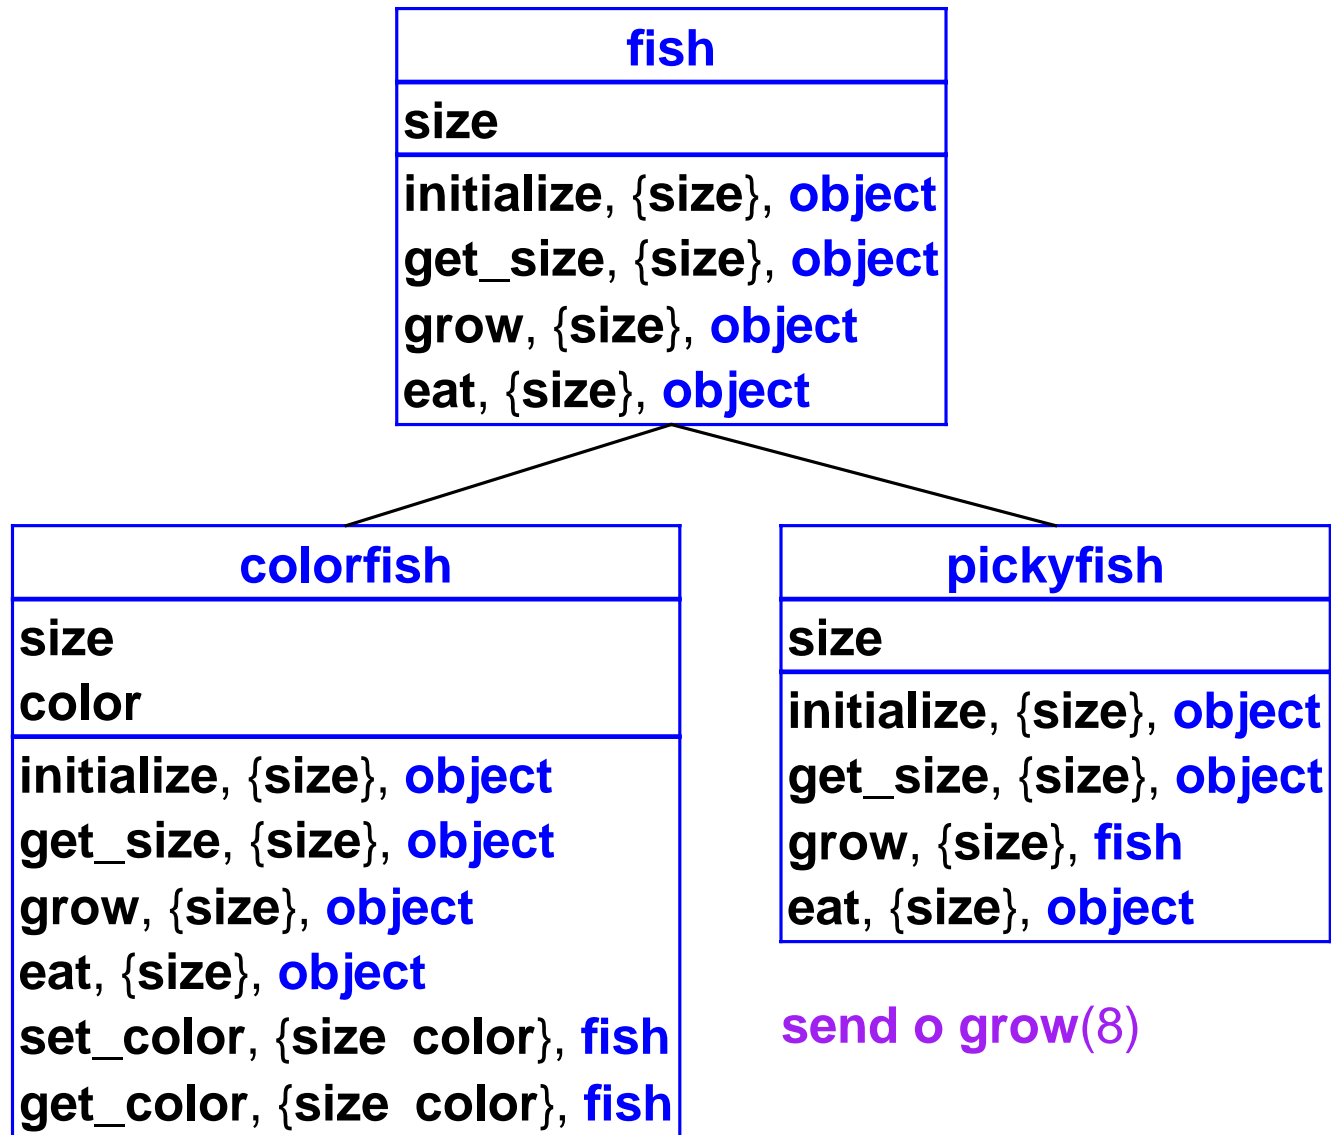 fish
size
initialize, {size}, object
get_size, {size}, object
grow, {size}, object
eat, {size}, object
colorfish
size
color
initialize, {size}, object
get_size, {size}, object
grow, {size}, object
eat, {size}, object
set_color, {size color}, fish
get_color, {size color}, fish
pickyfish
size
initialize, {size}, object
get_size, {size}, object
grow, {size}, fish
eat, {size}, object
send o grow(8)